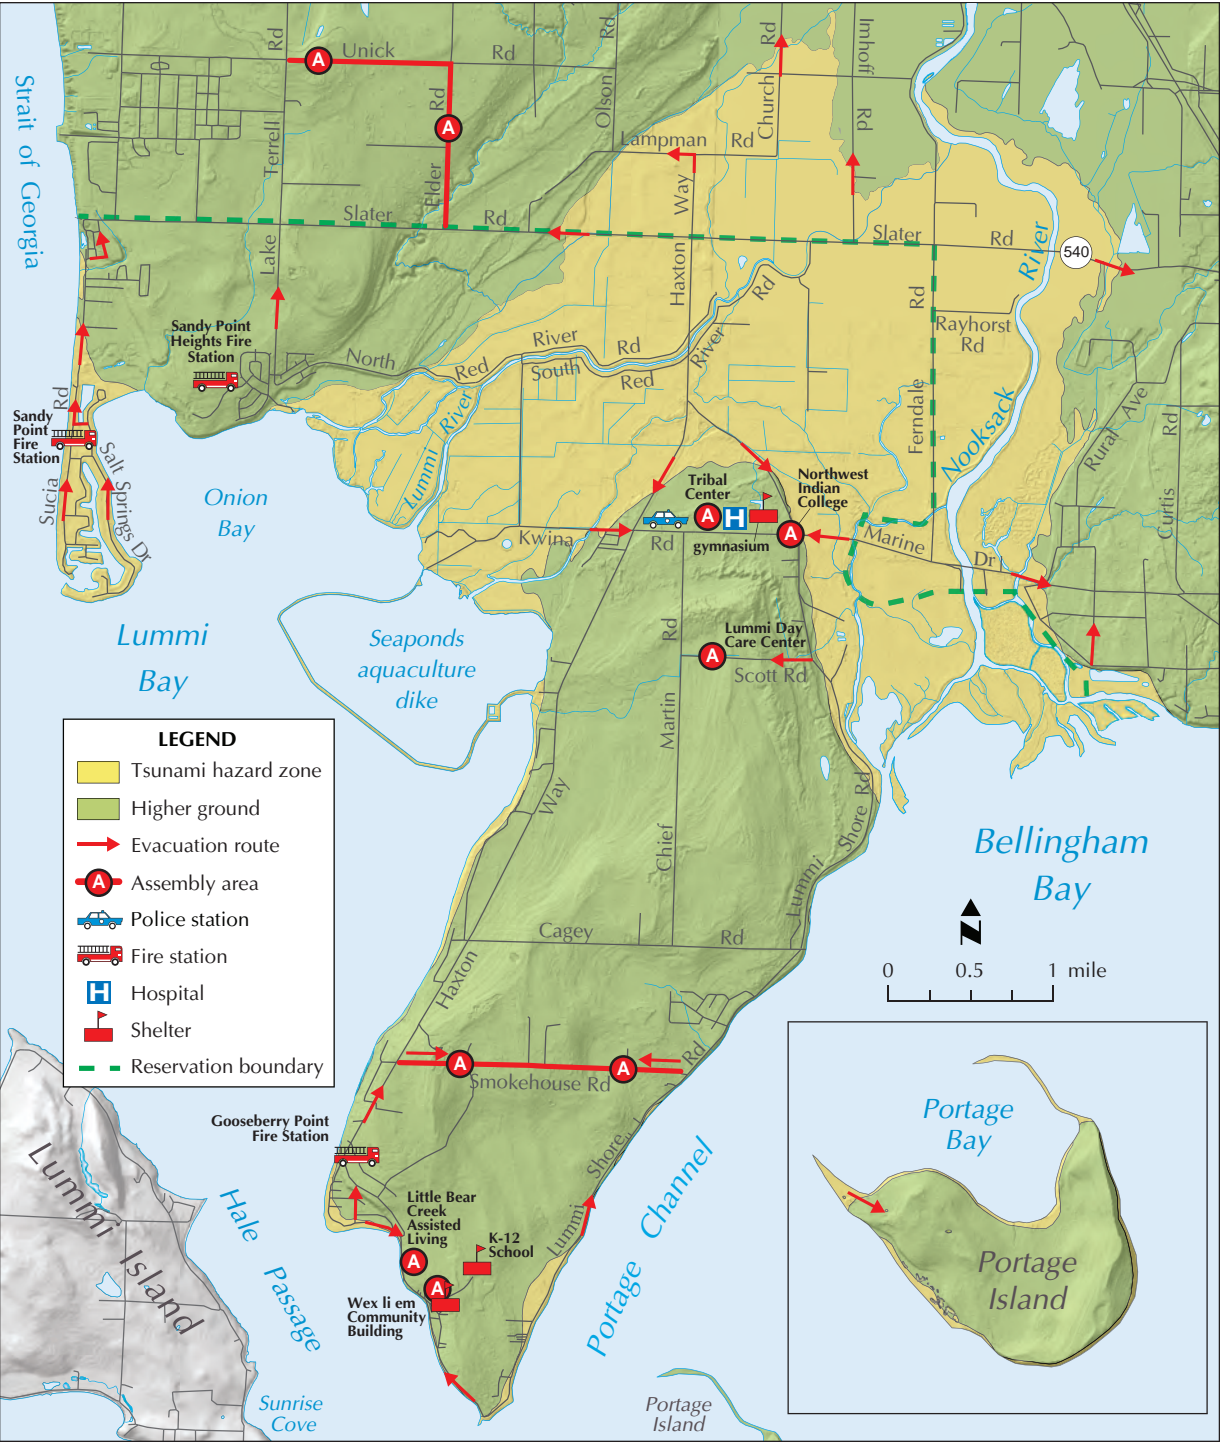 Strait of Georgia
Rd
Unick
Rd
Rd
Olson
Rd
Church
Imhoff
Rd
Terrell
Rd
Elder
Lampman
Rd
Way
Slater
Rd
Slater
Rd
540
River
Lake
Haxton
Rd
Rd
Rayhorst
Rd
Sandy Point
Heights Fire
Station
North
Red
River
Rd
South
Red
River
Rd
Ferndale
Nooksack
Rural Ave
Rd
Curtis
Sandy
Point
Fire
Station
Sucia
Salt Springs Dr
Onion
Bay
Lummi
River
Tribal
Center
Northwest
Indian
College
H
A
A
Kwina
Rd
gymnasium
Marine
Dr
Lummi
Bay
Seaponds
aquaculture
dike
Rd
Lummi Day
Care Center
A
Scott Rd
Martin
LEGEND
Tsunami hazard zone
Higher ground
Evacuation route
A
Assembly area
Police station
Fire station
H
Hospital
Shelter
Reservation boundary
Way
Chief
Rd
Shore
Lummi
Bellingham
Bay
N
0
0.5
1 mile
Cagey
Rd
Haxton
A
A
A
A
Smokehouse Rd
Rd
Gooseberry Point
Fire Station
Shore
Lummi
Little Bear
Creek
Assisted
Living
A
K-12
School
A
Wex li em
Community
Building
Portage Channel
Lummi Island
Hale Passage
Sunrise
Cove
Portage
Island
Portage
Bay
Portage
Island